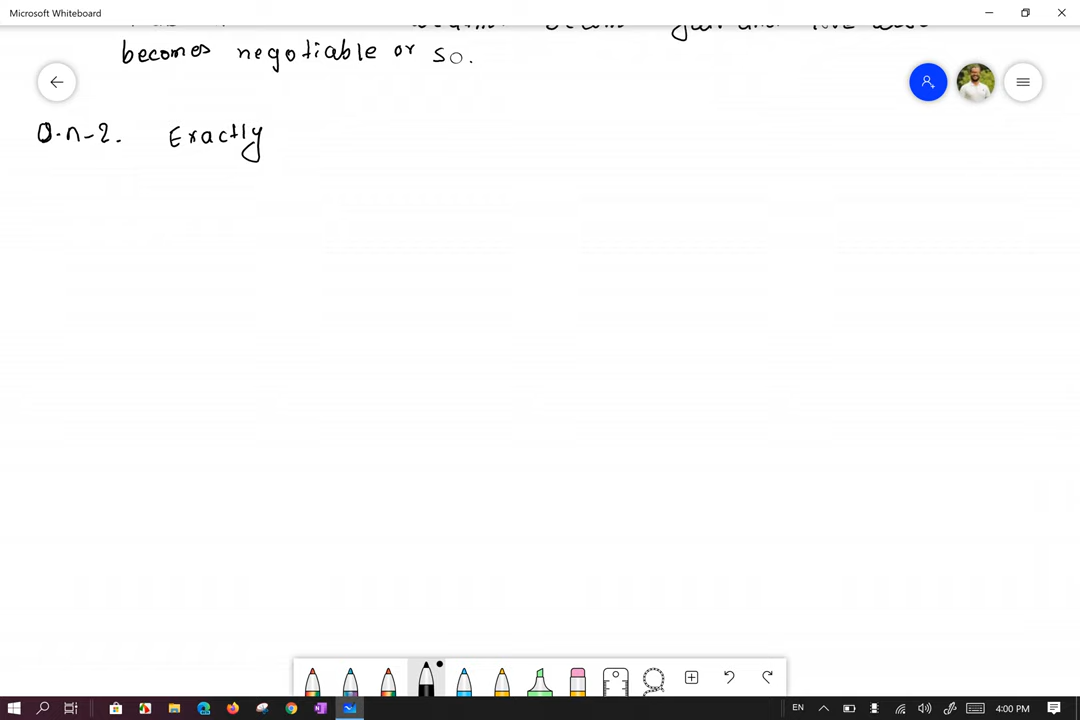 Microsoft Whiteboard
becomes negotiable or so.
Q.n-2. Exactly
EN
4:00 PM